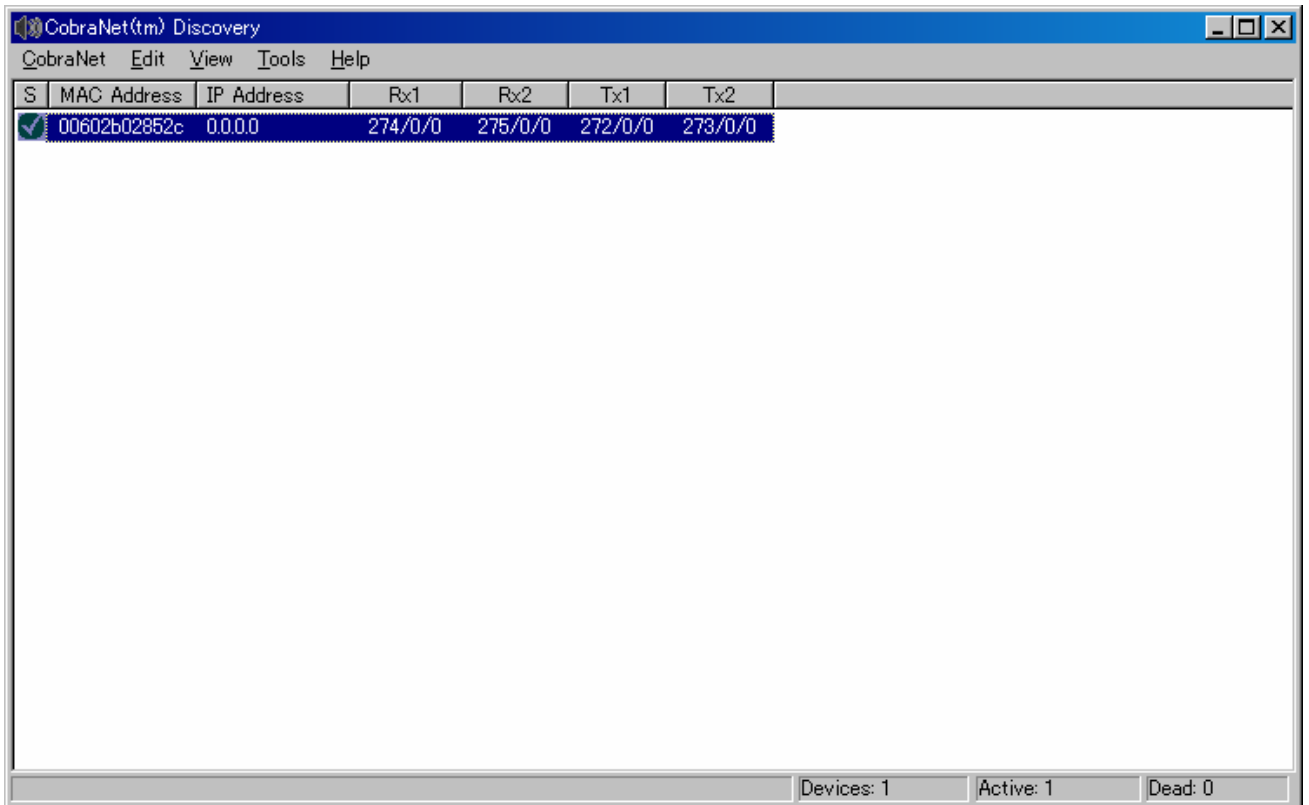 CobraNet(tm) Discovery
CobraNet Edit View Tools Help
S MAC Address IP Address Rx1 Rx2 Tx1 Tx2
00602b02852c 0.0.0.0 274/0/0 275/0/0 272/0/0 273/0/0
Devices: 1 Active: 1 Dead: 0